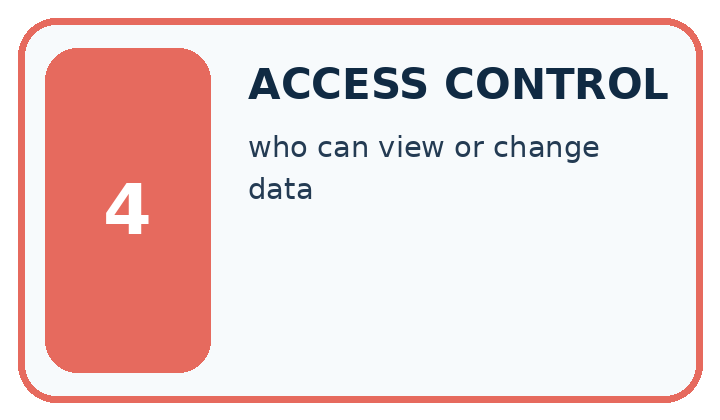 4
ACCESS CONTROL
who can view or change
data